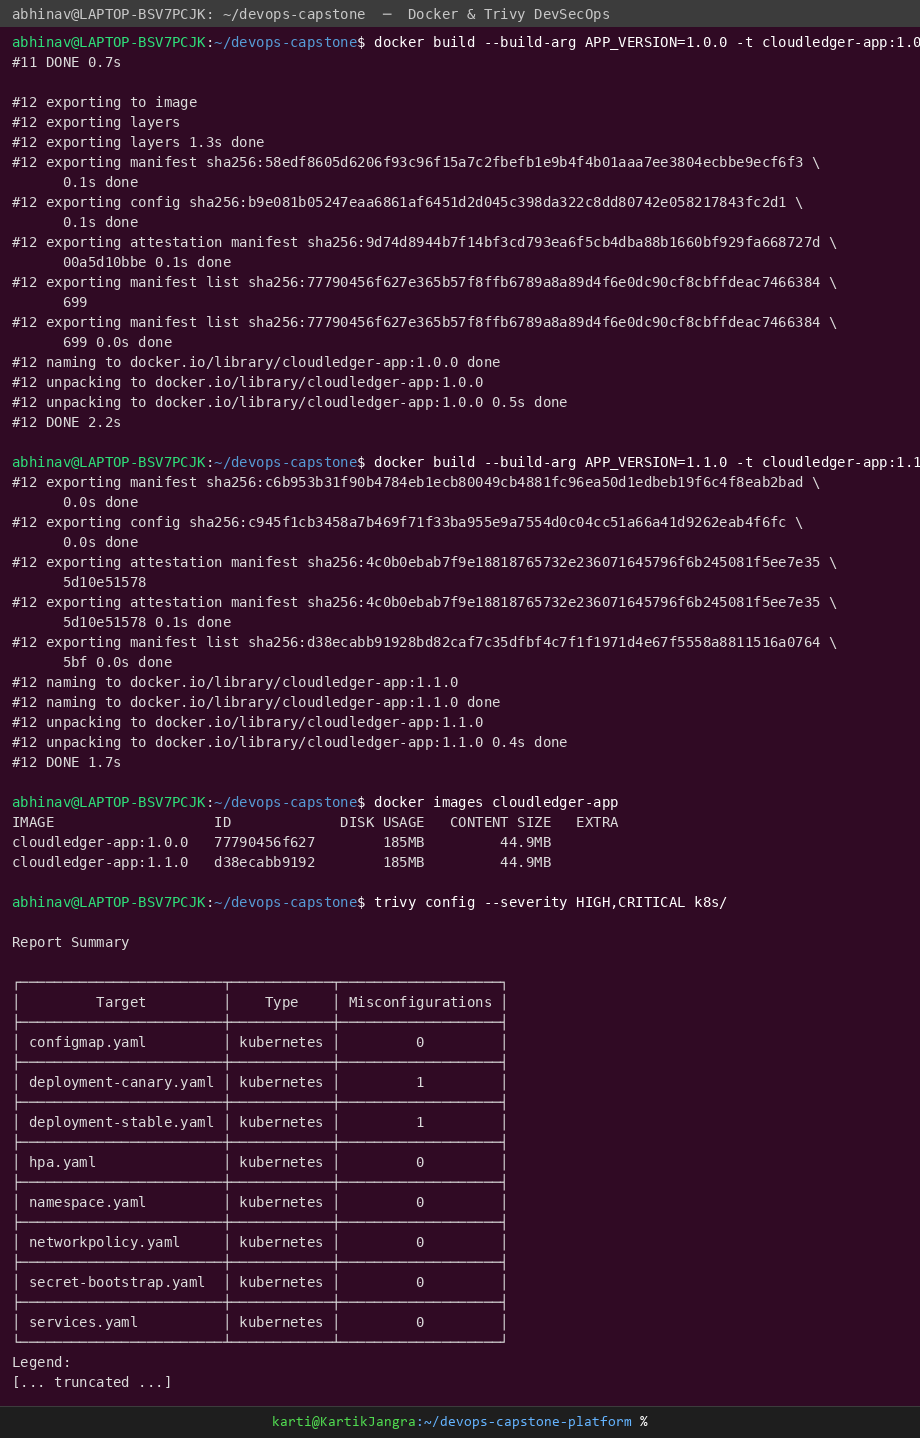 abhinav@LAPTOP-BSV7PCJK: ~/devops-capstone  —  Docker & Trivy DevSecOps
abhinav@LAPTOP-BSV7PCJK:~/devops-capstone$ docker build --build-arg APP_VERSION=1.0.0 -t cloudledger-app:1.0
#11 DONE 0.7s
#12 exporting to image
#12 exporting layers
#12 exporting layers 1.3s done
#12 exporting manifest sha256:58edf8605d6206f93c96f15a7c2fbefb1e9b4f4b01aaa7ee3804ecbbe9ecf6f3 \
0.1s done
#12 exporting config sha256:b9e081b05247eaa6861af6451d2d045c398da322c8dd80742e058217843fc2d1 \
0.1s done
#12 exporting attestation manifest sha256:9d74d8944b7f14bf3cd793ea6f5cb4dba88b1660bf929fa668727d \
00a5d10bbe 0.1s done
#12 exporting manifest list sha256:77790456f627e365b57f8ffb6789a8a89d4f6e0dc90cf8cbffdeac7466384 \
699
#12 exporting manifest list sha256:77790456f627e365b57f8ffb6789a8a89d4f6e0dc90cf8cbffdeac7466384 \
699 0.0s done
#12 naming to docker.io/library/cloudledger-app:1.0.0 done
#12 unpacking to docker.io/library/cloudledger-app:1.0.0
#12 unpacking to docker.io/library/cloudledger-app:1.0.0 0.5s done
#12 DONE 2.2s
abhinav@LAPTOP-BSV7PCJK:~/devops-capstone$ docker build --build-arg APP_VERSION=1.1.0 -t cloudledger-app:1.1
#12 exporting manifest sha256:c6b953b31f90b4784eb1ecb80049cb4881fc96ea50d1edbeb19f6c4f8eab2bad \
0.0s done
#12 exporting config sha256:c945f1cb3458a7b469f71f33ba955e9a7554d0c04cc51a66a41d9262eab4f6fc \
0.0s done
#12 exporting attestation manifest sha256:4c0b0ebab7f9e18818765732e236071645796f6b245081f5ee7e35 \
5d10e51578
#12 exporting attestation manifest sha256:4c0b0ebab7f9e18818765732e236071645796f6b245081f5ee7e35 \
5d10e51578 0.1s done
#12 exporting manifest list sha256:d38ecabb91928bd82caf7c35dfbf4c7f1f1971d4e67f5558a8811516a0764 \
5bf 0.0s done
#12 naming to docker.io/library/cloudledger-app:1.1.0
#12 naming to docker.io/library/cloudledger-app:1.1.0 done
#12 unpacking to docker.io/library/cloudledger-app:1.1.0
#12 unpacking to docker.io/library/cloudledger-app:1.1.0 0.4s done
#12 DONE 1.7s
abhinav@LAPTOP-BSV7PCJK:~/devops-capstone$ docker images cloudledger-app
IMAGE ID DISK USAGE CONTENT SIZE EXTRA
cloudledger-app:1.0.0 77790456f627 185MB 44.9MB
cloudledger-app:1.1.0 d38ecabb9192 185MB 44.9MB
abhinav@LAPTOP-BSV7PCJK:~/devops-capstone$ trivy config --severity HIGH,CRITICAL k8s/
Report Summary
Target Type Misconfigurations
configmap.yaml kubernetes 0
deployment-canary.yaml kubernetes 1
deployment-stable.yaml kubernetes 1
hpa.yaml kubernetes 0
namespace.yaml kubernetes 0
networkpolicy.yaml kubernetes 0
secret-bootstrap.yaml kubernetes 0
services.yaml kubernetes 0
Legend:
[... truncated ...]
karti@KartikJangra:~/devops-capstone-platform %